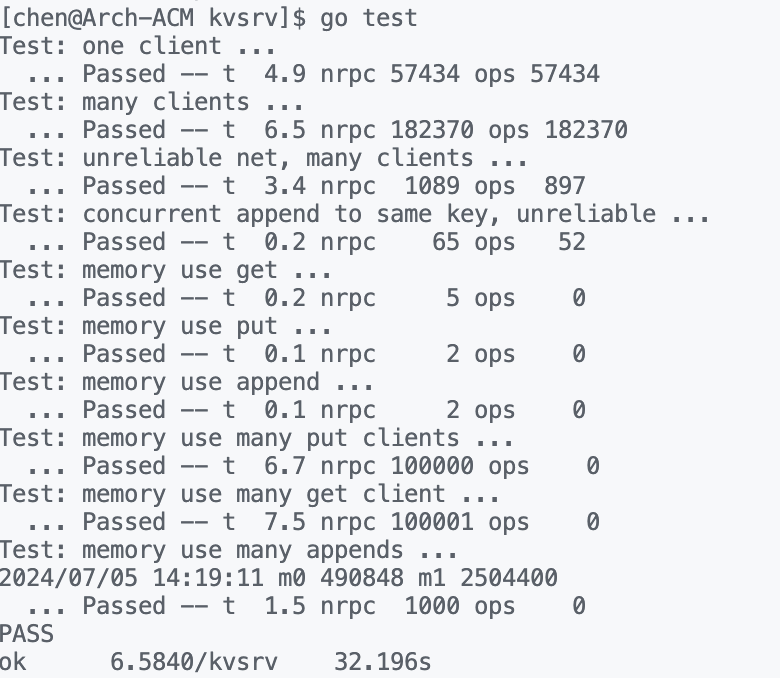 [chen@Arch-ACM kvsrv]$ go test
Test: one client ...
  ... Passed -- t  4.9 nrpc 57434 ops 57434
Test: many clients ...
  ... Passed -- t  6.5 nrpc 182370 ops 182370
Test: unreliable net, many clients ...
  ... Passed -- t  3.4 nrpc  1089 ops  897
Test: concurrent append to same key, unreliable ...
  ... Passed -- t  0.2 nrpc    65 ops   52
Test: memory use get ...
  ... Passed -- t  0.2 nrpc     5 ops    0
Test: memory use put ...
  ... Passed -- t  0.1 nrpc     2 ops    0
Test: memory use append ...
  ... Passed -- t  0.1 nrpc     2 ops    0
Test: memory use many put clients ...
  ... Passed -- t  6.7 nrpc 100000 ops    0
Test: memory use many get client ...
  ... Passed -- t  7.5 nrpc 100001 ops    0
Test: memory use many appends ...
2024/07/05 14:19:11 m0 490848 m1 2504400
  ... Passed -- t  1.5 nrpc  1000 ops    0
PASS
ok      6.5840/kvsrv    32.196s